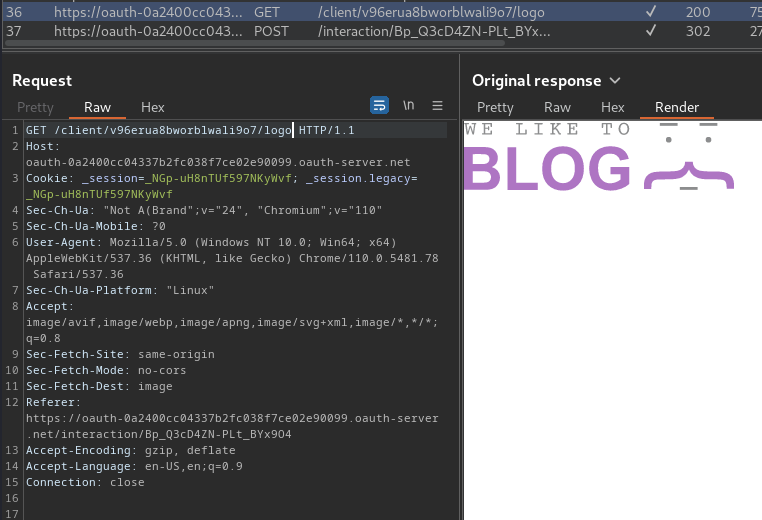 36 https://oauth-0a2400cc043... GET /client/v96erua8bworblwali9o7/logo ✓ 200 75
37 https://oauth-0a2400cc043... POST /interaction/Bp_Q3cD4ZN-PLt_BYx... ✓ 302 27
Request
Pretty Raw Hex \n
1 GET /client/v96erua8bworblwali9o7/logo HTTP/1.1
2 Host:
oauth-0a2400cc04337b2fc038f7ce02e90099.oauth-server.net
3 Cookie: _session=_NGp-uH8nTUf597NKyWvf; _session.legacy=
_NGp-uH8nTUf597NKyWvf
4 Sec-Ch-Ua: "Not A(Brand";v="24", "Chromium";v="110"
5 Sec-Ch-Ua-Mobile: ?0
6 User-Agent: Mozilla/5.0 (Windows NT 10.0; Win64; x64)
AppleWebKit/537.36 (KHTML, like Gecko) Chrome/110.0.5481.78
Safari/537.36
7 Sec-Ch-Ua-Platform: "Linux"
8 Accept:
image/avif,image/webp,image/apng,image/svg+xml,image/*,*/*;
q=0.8
9 Sec-Fetch-Site: same-origin
10 Sec-Fetch-Mode: no-cors
11 Sec-Fetch-Dest: image
12 Referer:
https://oauth-0a2400cc04337b2fc038f7ce02e90099.oauth-server
.net/interaction/Bp_Q3cD4ZN-PLt_BYx9O4
13 Accept-Encoding: gzip, deflate
14 Accept-Language: en-US,en;q=0.9
15 Connection: close
16
17
Original response
Pretty Raw Hex Render
WE LIKE TO
BLOG